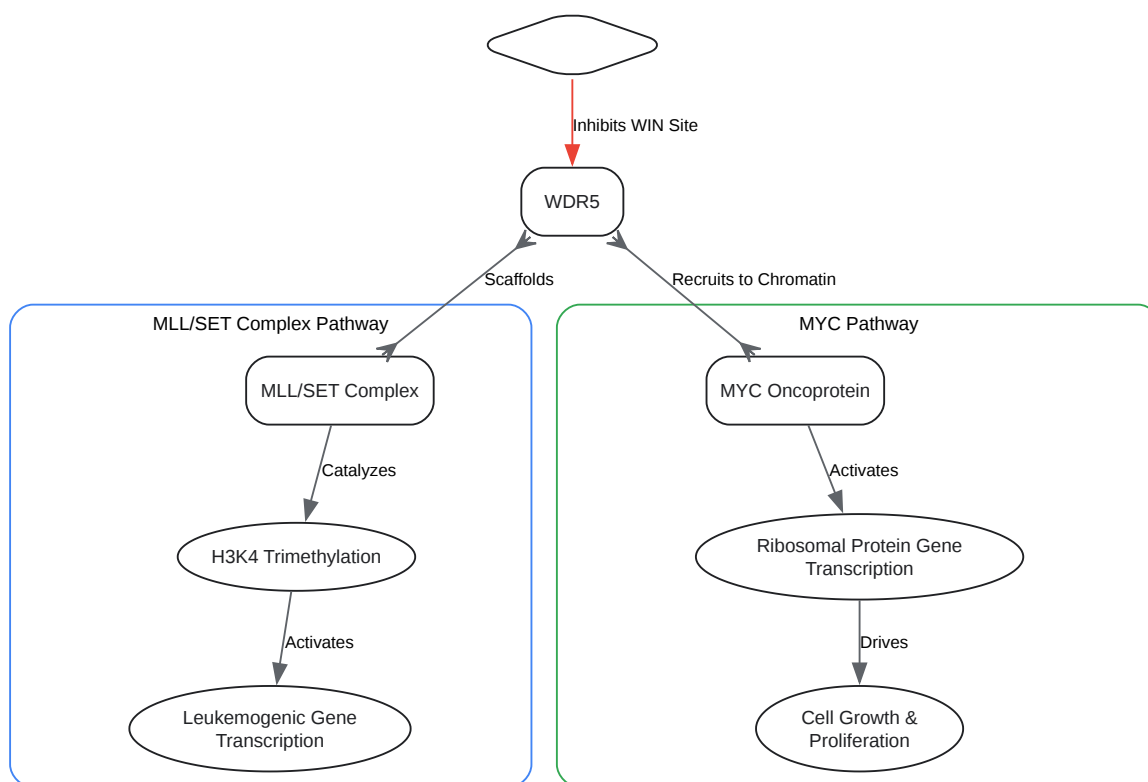 Inhibits WIN Site
WDR5
Scaffolds
Recruits to Chromatin
MLL/SET Complex Pathway
MYC Pathway
MLL/SET Complex
MYC Oncoprotein
Catalyzes
Activates
H3K4 Trimethylation
Ribosomal Protein Gene
Transcription
Activates
Drives
Leukemogenic Gene
Transcription
Cell Growth &
Proliferation